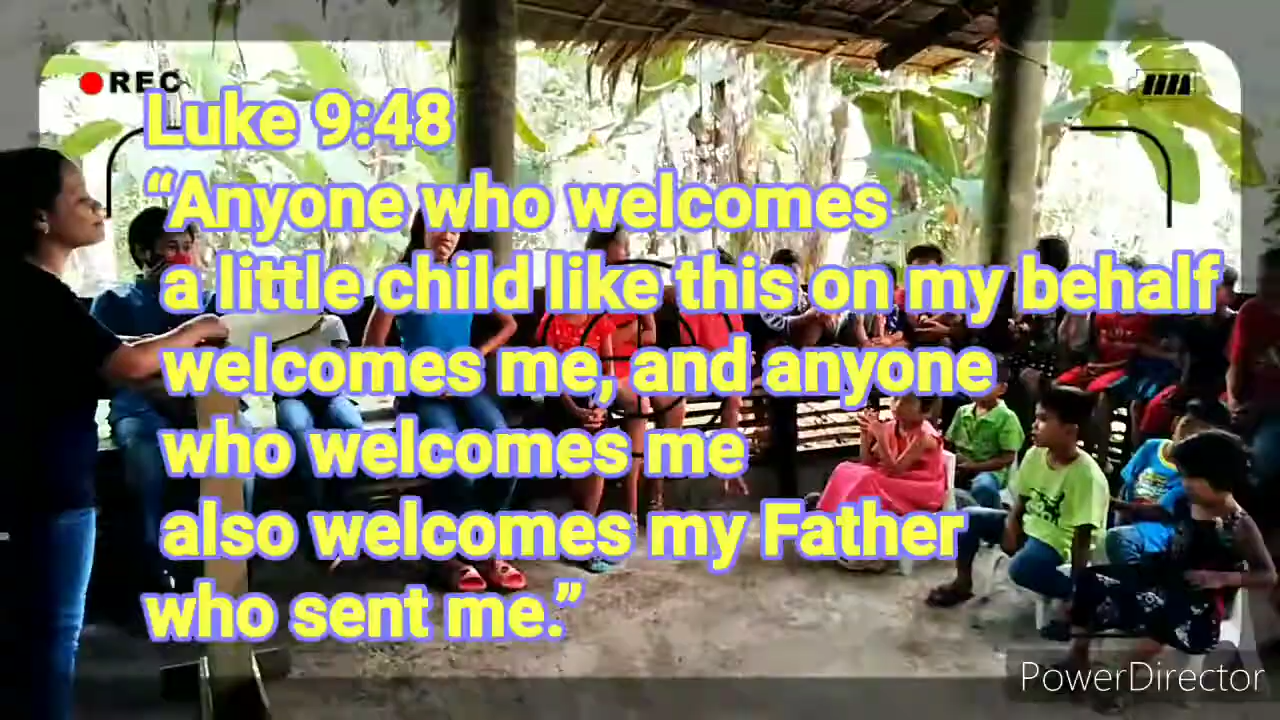 REC
Luke 9:48
“Anyone who welcomes
a little child like this on my behalf
welcomes me, and anyone
who welcomes me
also welcomes my Father
who sent me.”
PowerDirector